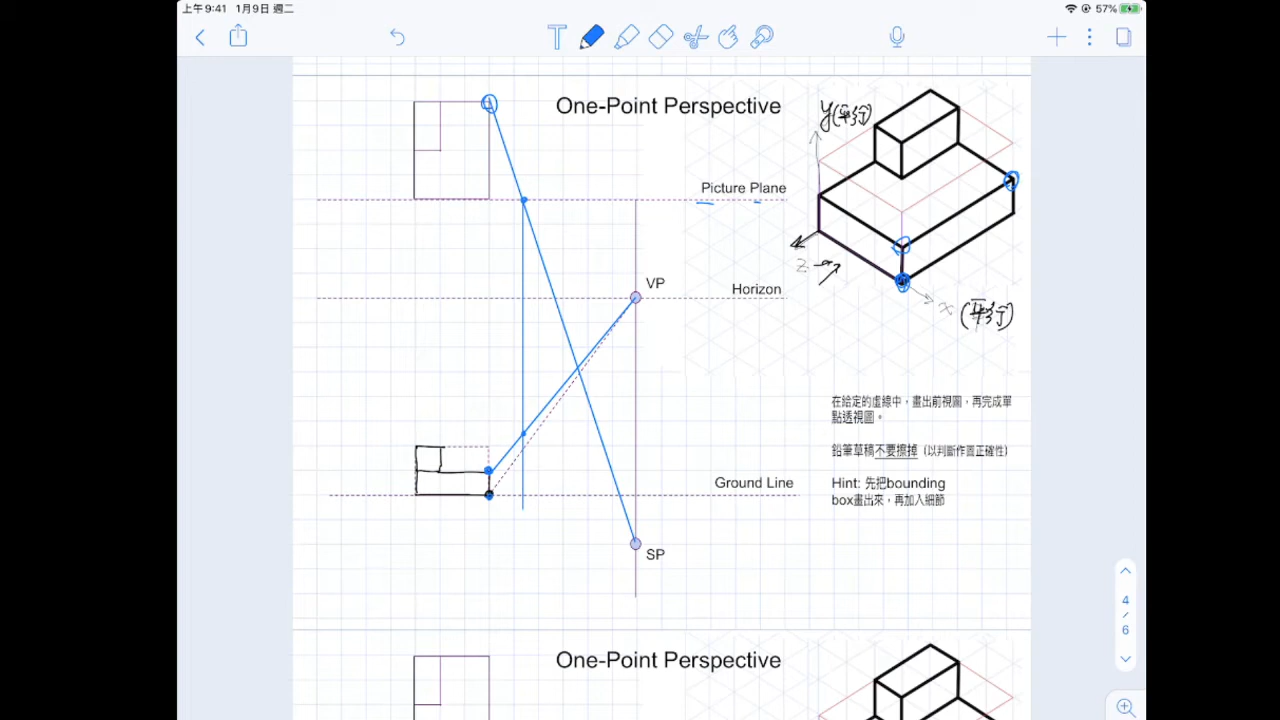 上午9:41 1月9日 週二
57%
One-Point Perspective
y(平行)
Picture Plane
z
VP
Horizon
x (平行)
在給定的虛線中，畫出前視圖，再完成單
點透視圖。
鉛筆草稿不要擦掉（以判斷作圖正確性）
Ground Line
Hint: 先把bounding
box畫出來，再加入細節
SP
4
/
6
One-Point Perspective